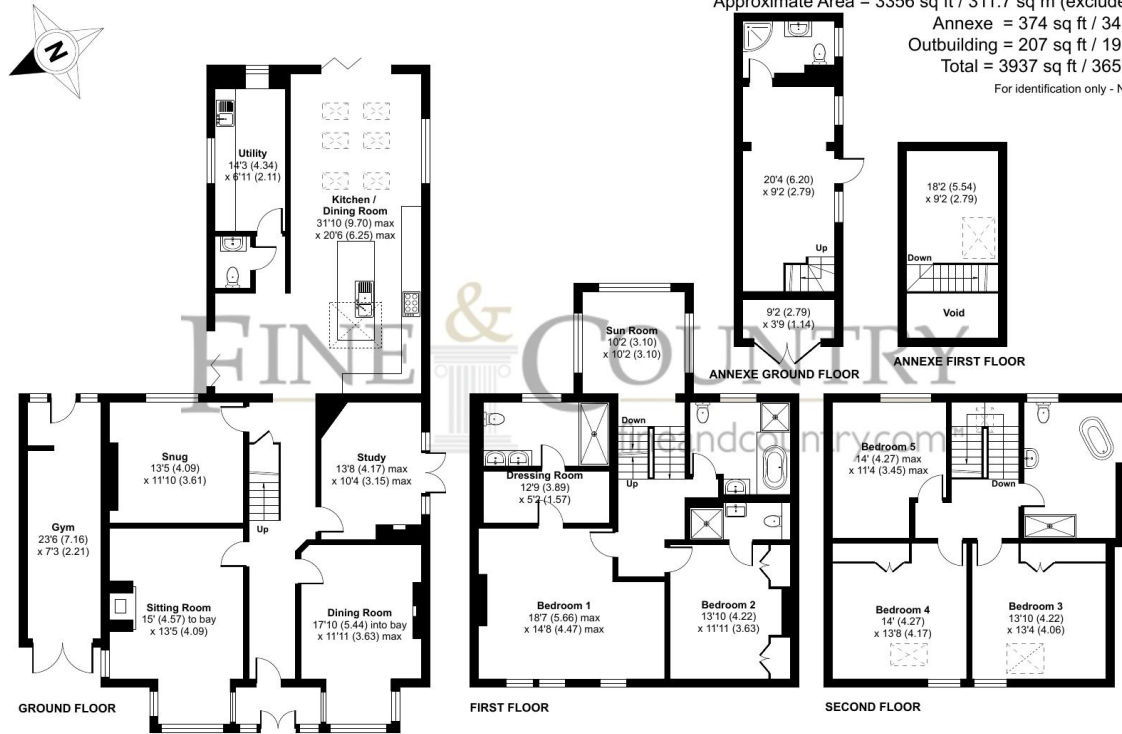 Approximate Area = 3356 sq ft / 311.7 sq m (exclude
Annexe = 374 sq ft / 34
Outbuilding = 207 sq ft / 19
Total = 3937 sq ft / 365
For identification only - N
N
Utility
14'3 (4.34)
x 6'11 (2.11)
Kitchen /
Dining Room
31'10 (9.70) max
x 20'6 (6.25) max
20'4 (6.20)
x 9'2 (2.79)
Up
9'2 (2.79)
x 3'9 (1.14)
ANNEXE GROUND FLOOR
18'2 (5.54)
x 9'2 (2.79)
Down
Void
ANNEXE FIRST FLOOR
FINE & COUNTRY
fineandcountry.com™
Snug
13'5 (4.09)
x 11'10 (3.61)
Study
13'8 (4.17) max
x 10'4 (3.15) max
Up
Gym
23'6 (7.16)
x 7'3 (2.21)
Sitting Room
15' (4.57) to bay
x 13'5 (4.09)
Dining Room
17'10 (5.44) into bay
x 11'11 (3.63) max
GROUND FLOOR
Sun Room
10'2 (3.10)
x 10'2 (3.10)
Down
Up
Dressing Room
12'9 (3.89)
x 5'2 (1.57)
Bedroom 1
18'7 (5.66) max
x 14'8 (4.47) max
Bedroom 2
13'10 (4.22)
x 11'11 (3.63)
FIRST FLOOR
Bedroom 5
14' (4.27) max
x 11'4 (3.45) max
Down
Bedroom 4
14' (4.27)
x 13'8 (4.17)
Bedroom 3
13'10 (4.22)
x 13'4 (4.06)
SECOND FLOOR